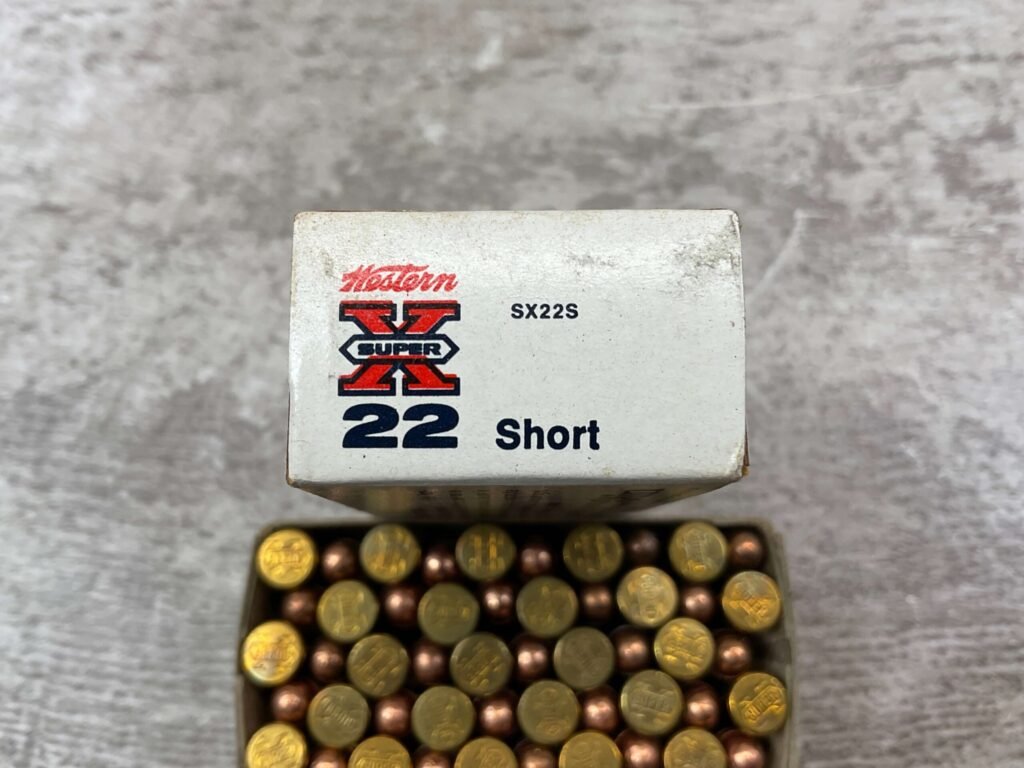 Western
SUPER X
SX22S
22 Short